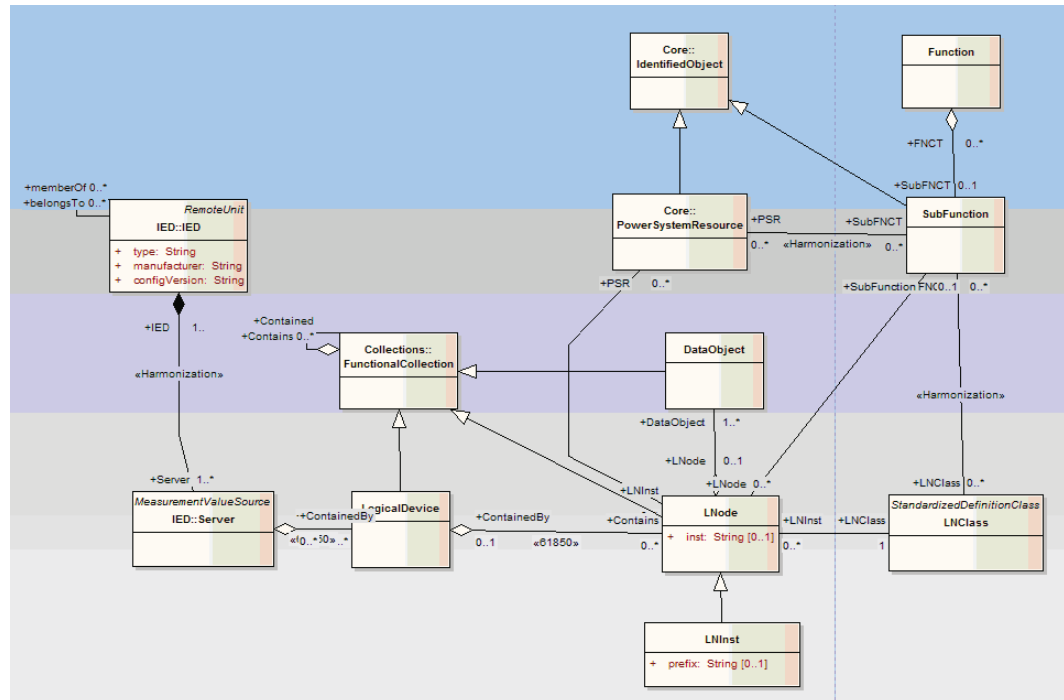 Core::
IdentifiedObject
Function
+FNCT 0..*
+SubFNCT 0..1
+memberOf 0..*
+belongsTo 0..*
RemoteUnit
IED::IED
+ type: String
+ manufacturer: String
+ configVersion: String
Core::
PowerSystemResource
+PSR
0..*
«Harmonization»
+SubFNCT
0..*
SubFunction
+PSR 0..*
+SubFunction 0..1 0..*
+IED 1..
«Harmonization»
+Contained
+Contains 0..*
Collections::
FunctionalCollection
DataObject
+DataObject 1..*
«Harmonization»
+LNode 0..1
+Server 1..*
+LNInst
+LNode 0..*
+LNClass 0..*
MeasurementValueSource
IED::Server
+ContainedBy
LogicalDevice
+ContainedBy
0..1
«61850»
+Contains
0..*
LNode
+ inst: String [0..1]
+LNInst
0..*
+LNClass
1
StandardizedDefinitionClass
LNClass
LNInst
+ prefix: String [0..1]